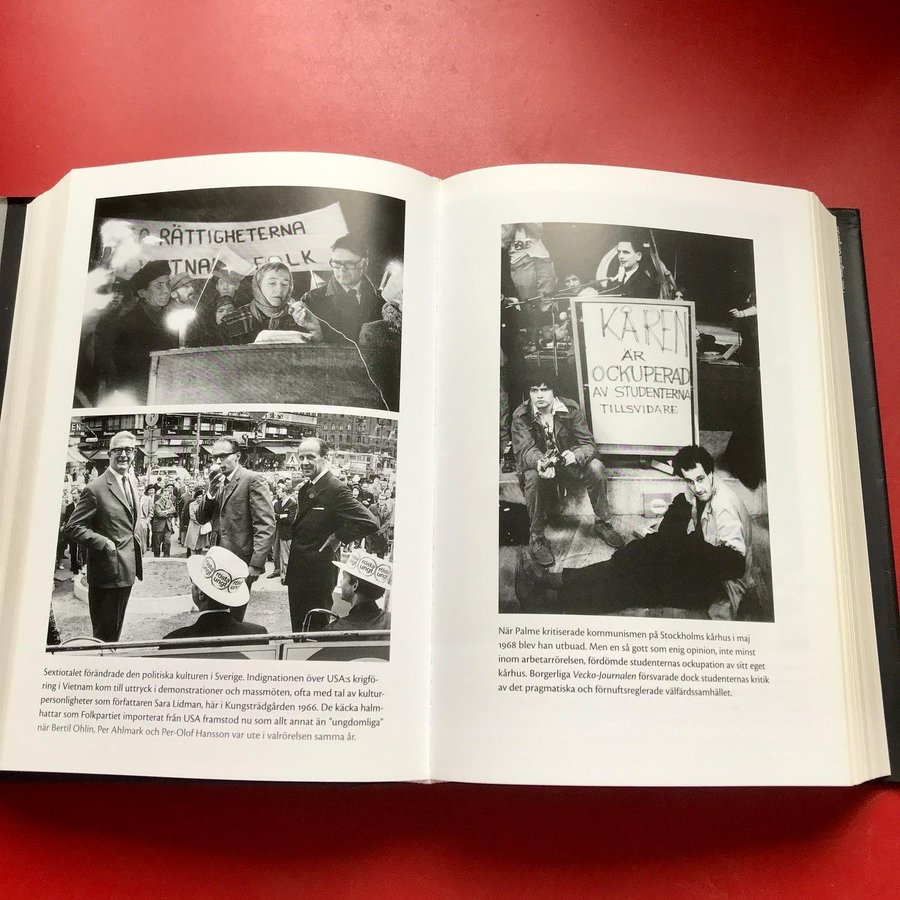 RÄTTIGHETERNA
FOLK
rösta
ungt
Sextiotalet förändrade den politiska kulturen i Sverige. Indignationen över USA:s krigfö-
ring i Vietnam kom till uttryck i demonstrationer och massmöten, ofta med tal av kultur-
personligheter som författaren Sara Lidman, här i Kungsträdgården 1966. De käcka halm-
hattar som Folkpartiet importerat från USA framstod nu som allt annat än ”ungdomliga”
när Bertil Ohlin, Per Ahlmark och Per-Olof Hansson var ute i valrörelsen samma år.
KÅREN
ÄR
OCKUPERAD
AV STUDENTERNA
TILLSVIDARE
När Palme kritiserade kommunismen på Stockholms kårhus i maj
1968 blev han utbuad. Men en så gott som enig opinion, inte minst
inom arbetarrörelsen, fördömde studenternas ockupation av sitt eget
kårhus. Borgerliga Vecko-Journalen försvarade dock studenternas kritik
av det pragmatiska och förnuftsreglerade välfärdssamhället.